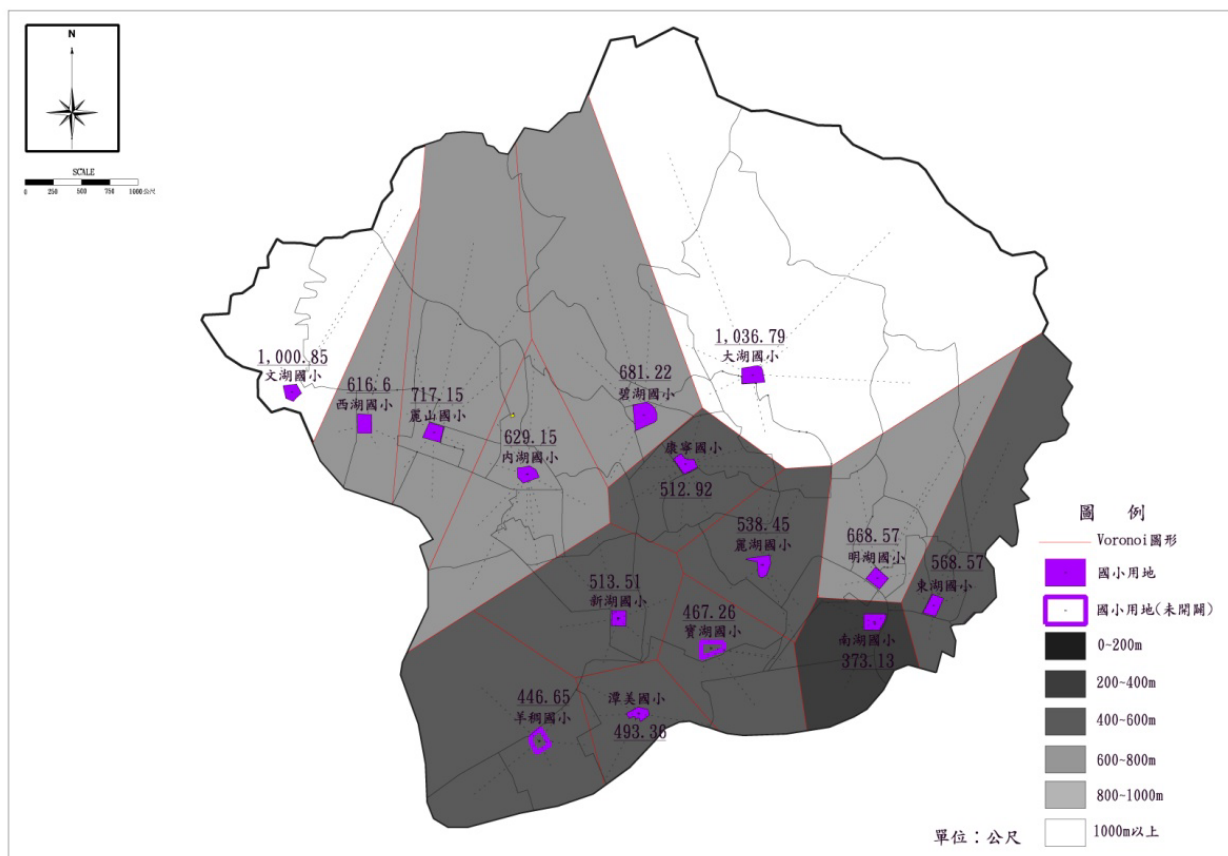 N
SCALE
0 250 500 750 1000公尺
1,000.85
文湖國小
616.6
西湖國小
717.15
麗山國小
629.15
內湖國小
681.22
碧湖國小
1,036.79
大湖國小
康寧國小
512.92
538.45
麗湖國小
668.57
明湖國小
568.57
東湖國小
513.51
新湖國小
467.26
寶湖國小
南湖國小
373.13
446.65
羊稠國小
潭美國小
493.36
圖 例
Voronoi圖形
國小用地
國小用地(未開闢)
0~200m
200~400m
400~600m
600~800m
800~1000m
1000m以上
單位：公尺